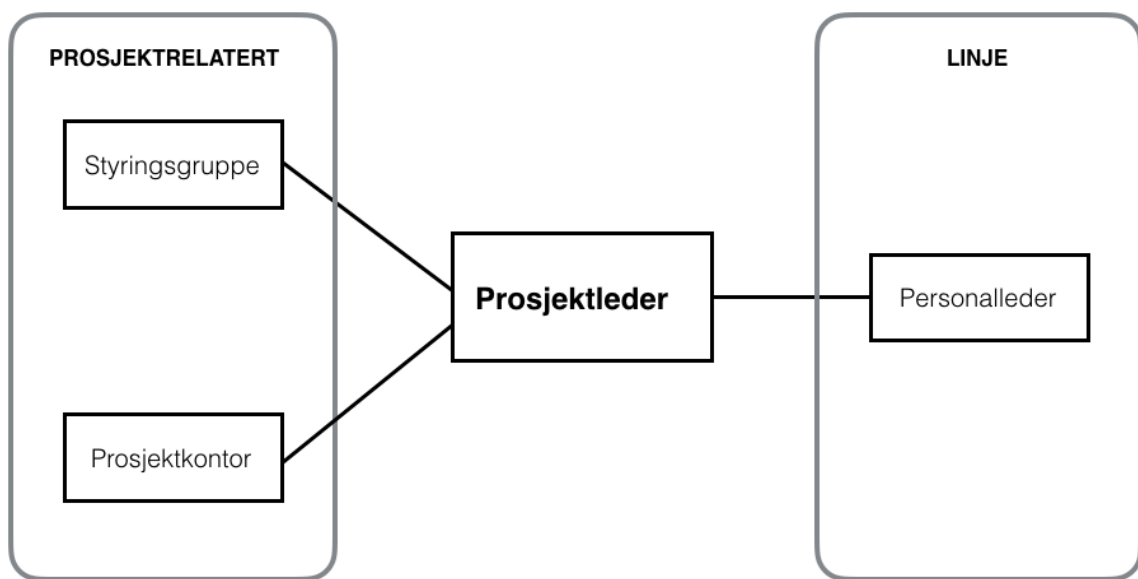 PROSJEKTRELATERT
Styringsgruppe
Prosjektkontor
Prosjektleder
LINJE
Personalleder